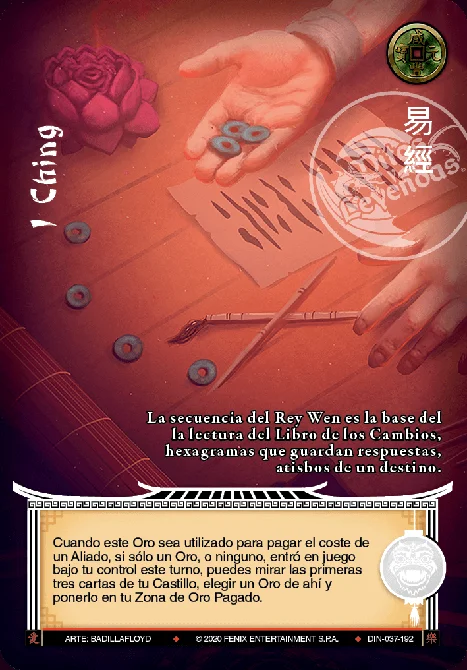 I Ching
易
經
Mitos y Leyendas.
La secuencia del Rey Wen es la base del
la lectura del Libro de los Cambios,
hexagramas que guardan respuestas,
atisbos de un destino.
Cuando este Oro sea utilizado para pagar el coste de
un Aliado, si sólo un Oro, o ninguno, entró en juego
bajo tu control este turno, puedes mirar las primeras
tres cartas de tu Castillo, elegir un Oro de ahí y
ponerlo en tu Zona de Oro Pagado.
ARTE: BADILLAFLOYD © 2020 FENIX ENTERTAINMENT S.P.A. DIN-037-192